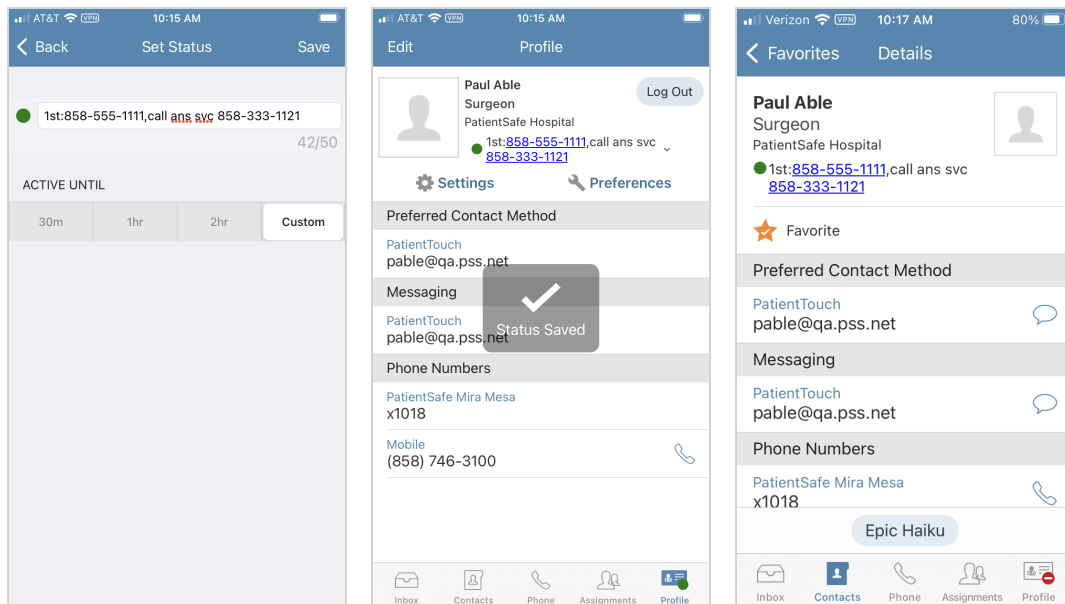 AT&T VPN 10:15 AM
Back Set Status Save
1st:858-555-1111,call ans svc 858-333-1121
42/50
ACTIVE UNTIL
30m 1hr 2hr Custom
AT&T VPN 10:15 AM
Edit Profile
Paul Able
Surgeon
Log Out
PatientSafe Hospital
1st:858-555-1111,call ans svc
858-333-1121
Settings Preferences
Preferred Contact Method
PatientTouch
pable@qa.pss.net
Messaging
PatientTouch
pable@qa.pss.net
Status Saved
Phone Numbers
PatientSafe Mira Mesa
x1018
Mobile
(858) 746-3100
Inbox Contacts Phone Assignments Profile
Verizon VPN 10:17 AM 80%
Favorites Details
Paul Able
Surgeon
PatientSafe Hospital
1st:858-555-1111,call ans svc
858-333-1121
Favorite
Preferred Contact Method
PatientTouch
pable@qa.pss.net
Messaging
PatientTouch
pable@qa.pss.net
Phone Numbers
PatientSafe Mira Mesa
x1018
Epic Haiku
Inbox Contacts Phone Assignments Profile